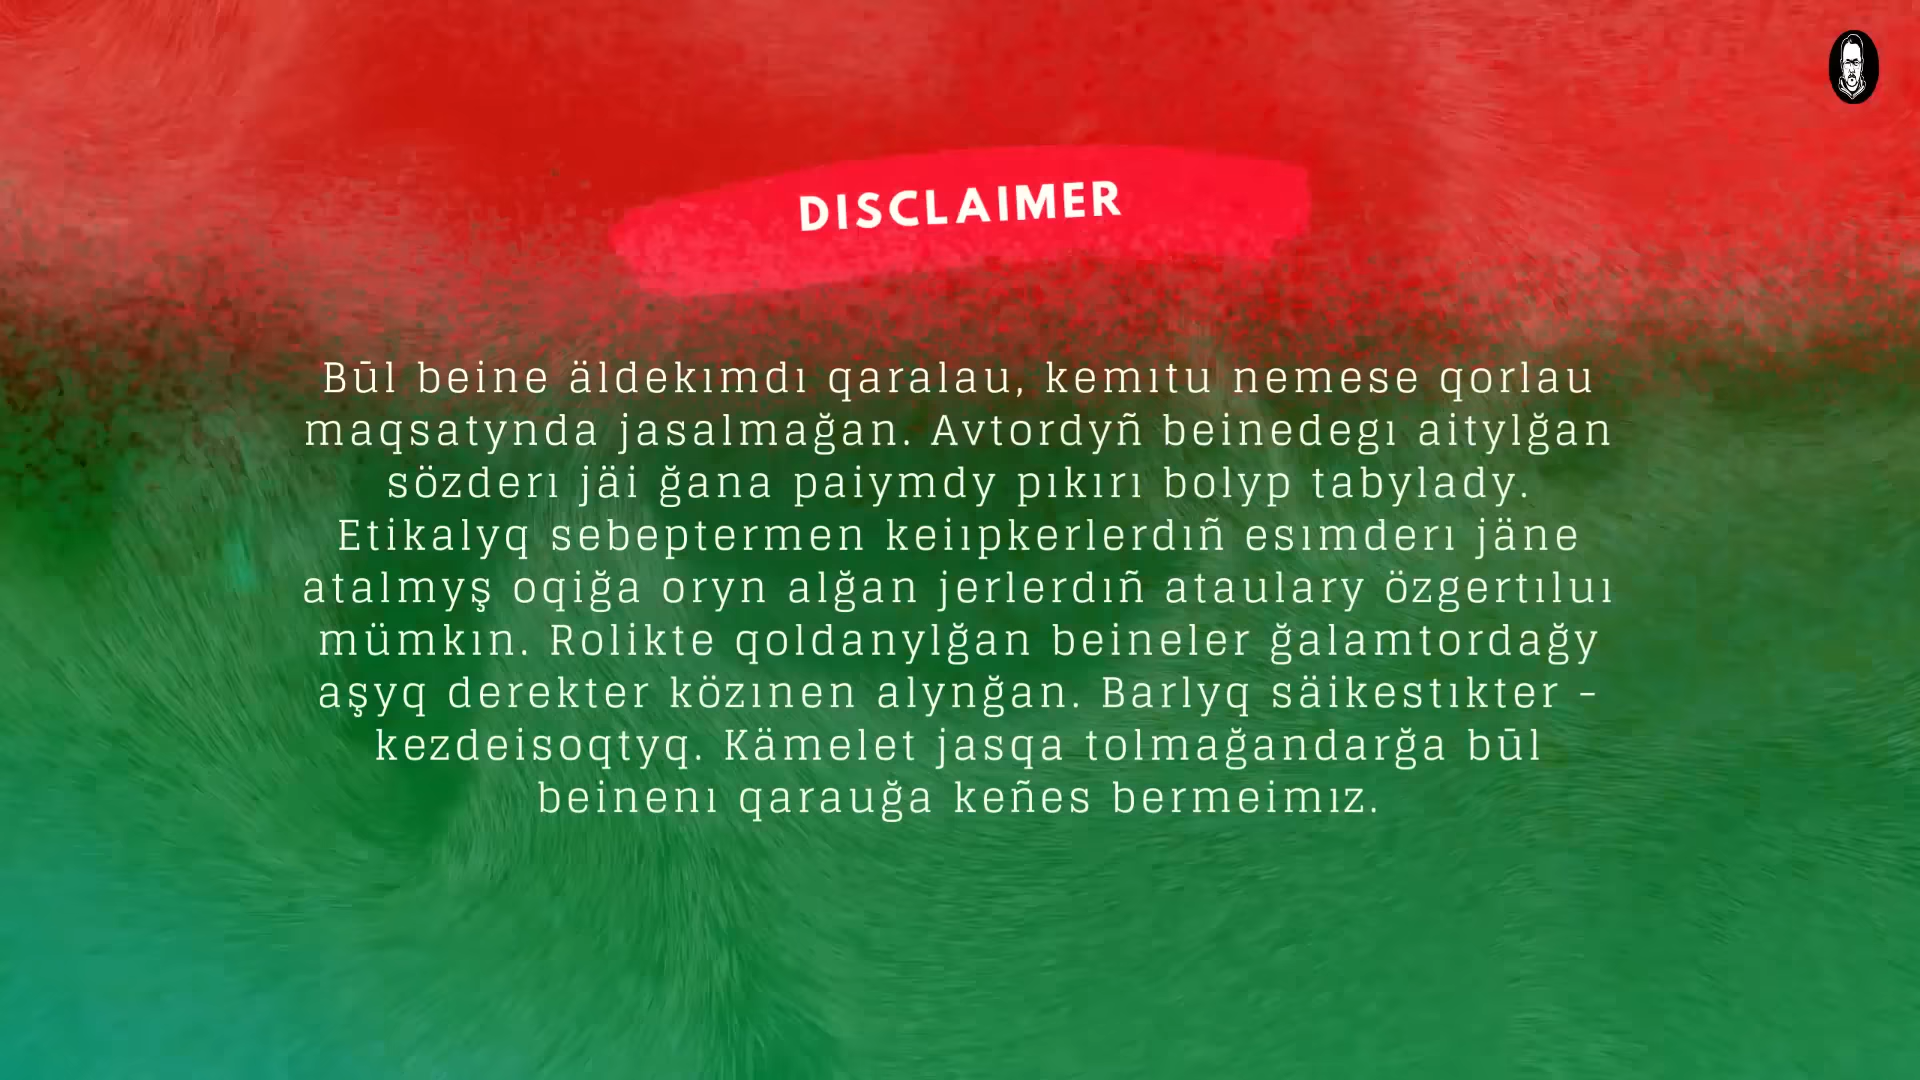 DISCLAIMER
Būl beine äldekımdı qaralau, kemıtu nemese qorlau
maqsatynda jasalmağan. Avtordyñ beinedegı aitylğan
sözderı jäi ğana paiymdy pıkırı bolyp tabylady.
Etikalyq sebeptermen keiıpkerlerdıñ esımderı jäne
atalmyş oqiğa oryn alğan jerlerdıñ ataulary özgertıluı
mümkın. Rolikte qoldanylğan beineler ğalamtordağy
aşyq derekter közınen alynğan. Barlyq säikestıkter –
kezdeisoqtyq. Kämelet jasqa tolmağandarğa būl
beinenı qarauğa keñes bermeimız.